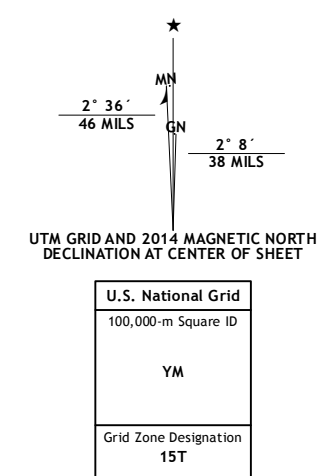 ★
MN
2° 36´
46 MILS
GN
2° 8´
38 MILS
UTM GRID AND 2014 MAGNETIC NORTH
DECLINATION AT CENTER OF SHEET
U.S. National Grid
100,000-m Square ID
YM
Grid Zone Designation
15T